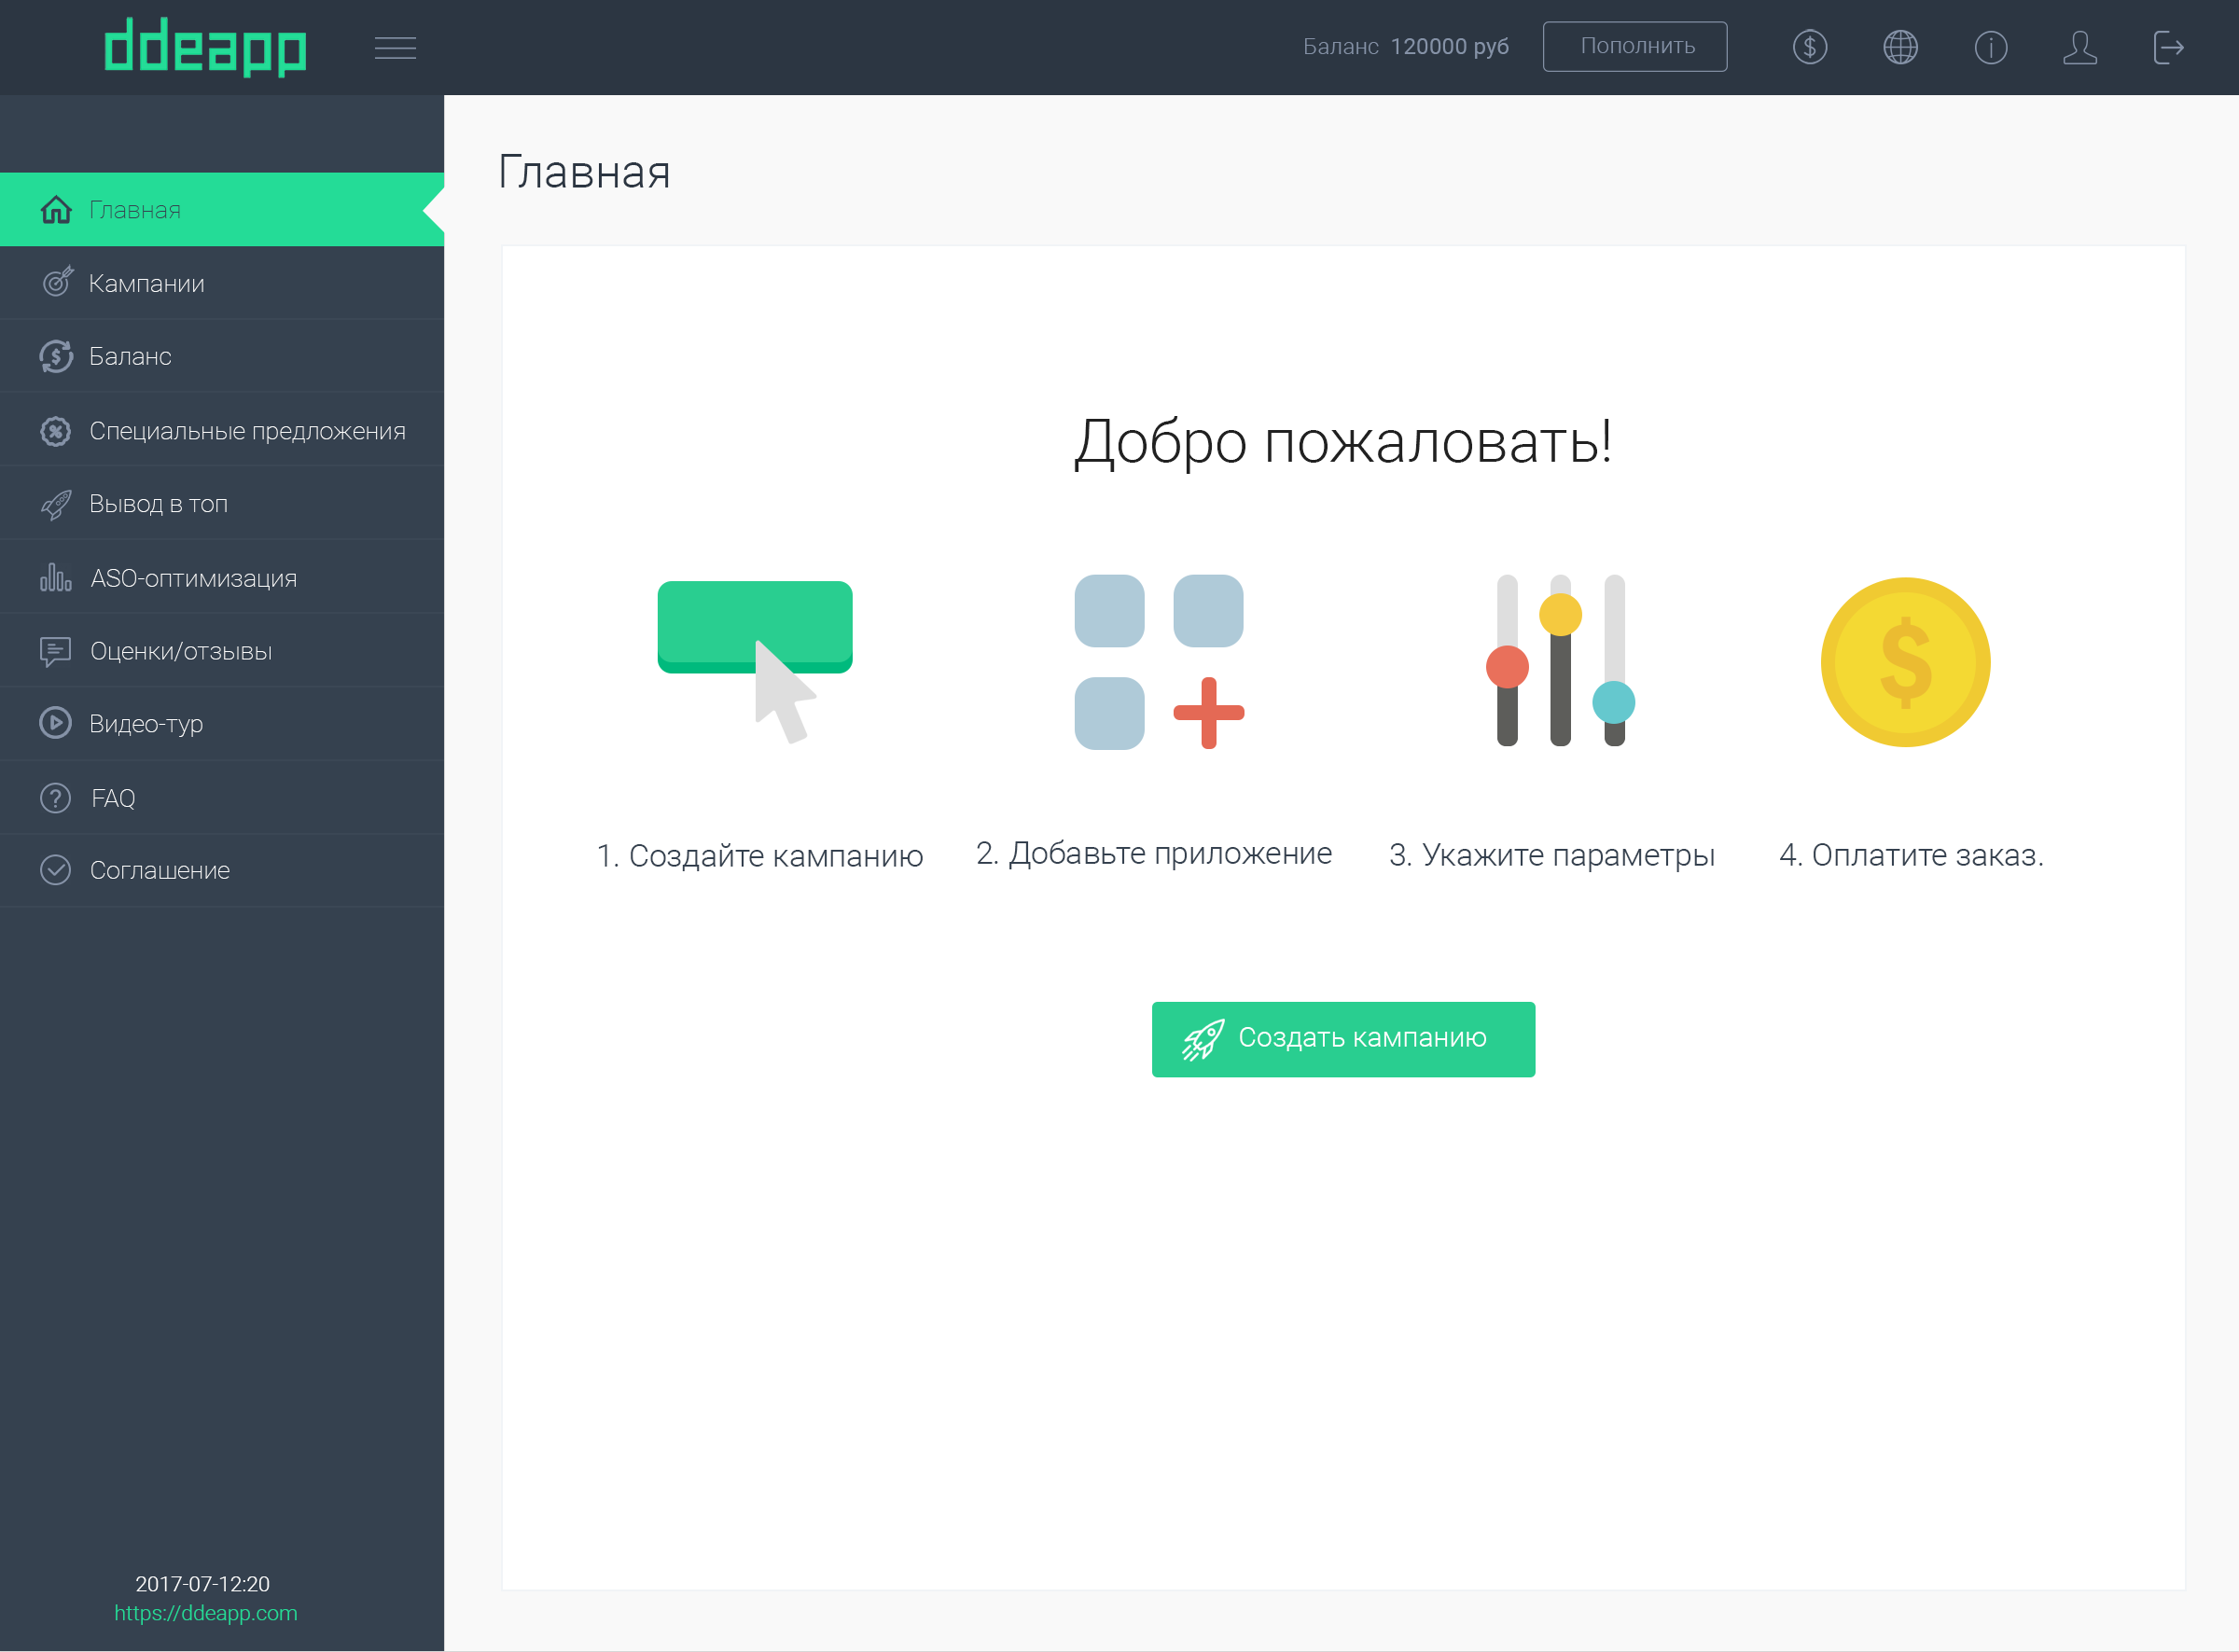 ddeapp
Баланс 120000 руб
Пополнить
Главная
Кампании
Баланс
Специальные предложения
Вывод в топ
ASO-оптимизация
Оценки/отзывы
Видео-тур
FAQ
Соглашение
2017-07-12:20
https://ddeapp.com
Главная
Добро пожаловать!
1. Создайте кампанию
2. Добавьте приложение
3. Укажите параметры
4. Оплатите заказ.
Создать кампанию